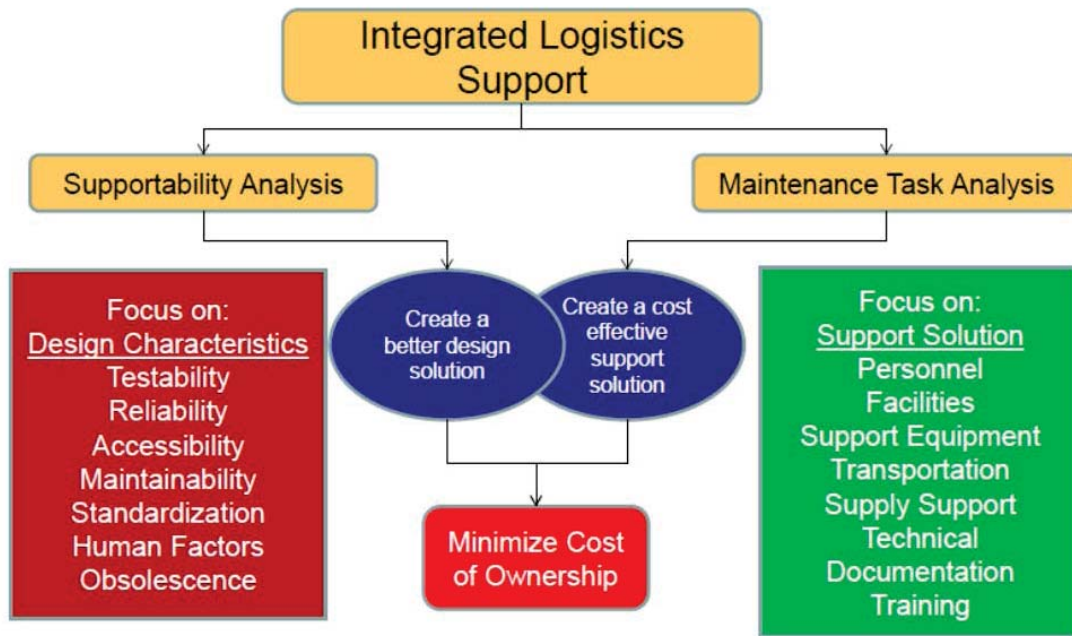 Integrated Logistics
Support
Supportability Analysis
Maintenance Task Analysis
Focus on:
Design Characteristics
Testability
Reliability
Accessibility
Maintainability
Standardization
Human Factors
Obsolescence
Create a
better design
solution
Create a cost
effective
support
solution
Focus on:
Support Solution
Personnel
Facilities
Support Equipment
Transportation
Supply Support
Technical
Documentation
Training
Minimize Cost
of Ownership